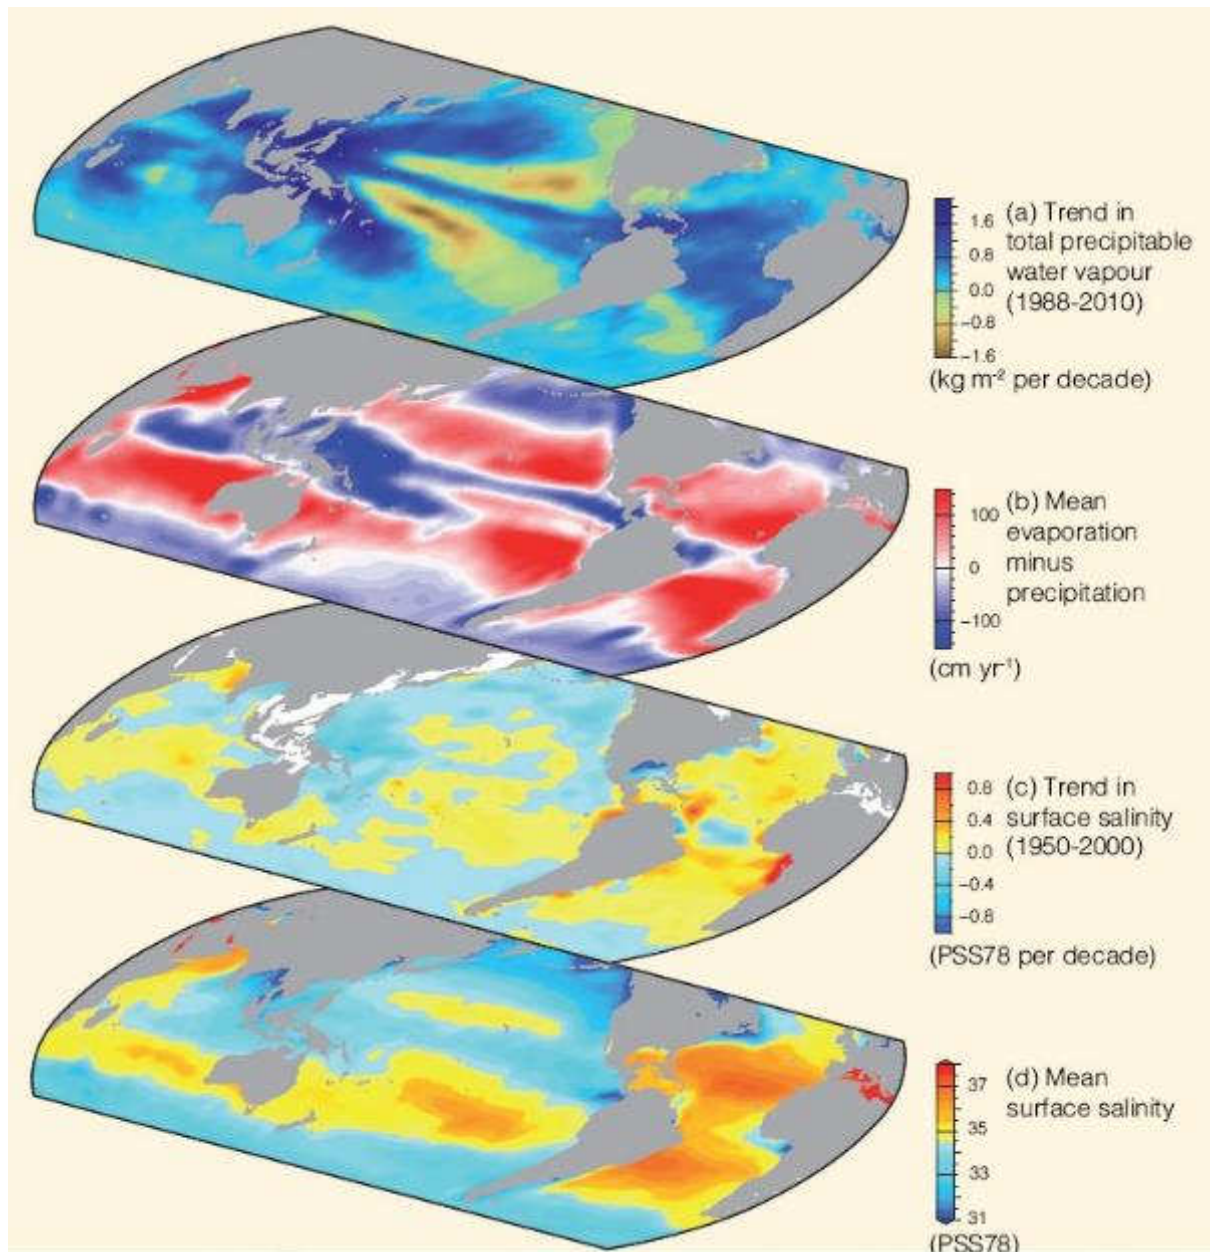 1.6
0.8
0.0
−0.8
−1.6
(a) Trend in
total precipitable
water vapour
(1988-2010)
(kg m⁻² per decade)
100
0
−100
(b) Mean
evaporation
minus
precipitation
(cm yr⁻¹)
0.8
0.4
0.0
−0.4
−0.8
(c) Trend in
surface salinity
(1950-2000)
(PSS78 per decade)
37
35
33
31
(d) Mean
surface salinity
(PSS78)